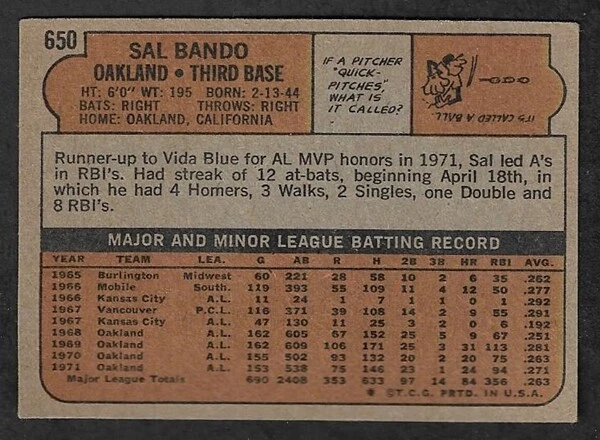 650
SAL BANDO
OAKLAND • THIRD BASE
HT: 6'0" WT: 195 BORN: 2-13-44
BATS: RIGHT THROWS: RIGHT
HOME: OAKLAND, CALIFORNIA
IF A PITCHER
"QUICK-
PITCHES,"
WHAT IS
IT CALLED?
IT'S CALLED A BALL
Runner-up to Vida Blue for AL MVP honors in 1971, Sal led A's
in RBI's. Had streak of 12 at-bats, beginning April 18th, in
which he had 4 Homers, 3 Walks, 2 Singles, one Double and
8 RBI's.
MAJOR AND MINOR LEAGUE BATTING RECORD
YEAR TEAM LEA. G AB R H 2B 3B HR RBI AVG.
1965 Burlington Midwest 60 221 28 58 10 2 6 35 .262
1966 Mobile South. 119 393 55 109 11 4 12 50 .277
1966 Kansas City A.L. 11 24 1 7 1 1 0 1 .292
1967 Vancouver P.C.L. 116 371 39 108 14 2 9 55 .291
1967 Kansas City A.L. 47 130 11 25 3 2 0 6 .192
1968 Oakland A.L. 162 605 67 152 25 5 9 67 .251
1969 Oakland A.L. 162 609 106 171 25 3 31 113 .281
1970 Oakland A.L. 155 502 93 132 20 2 20 75 .263
1971 Oakland A.L. 153 538 75 146 23 1 24 94 .271
Major League Totals 690 2408 353 633 97 14 84 356 .263
© T.C.G. PRTD. IN U.S.A.